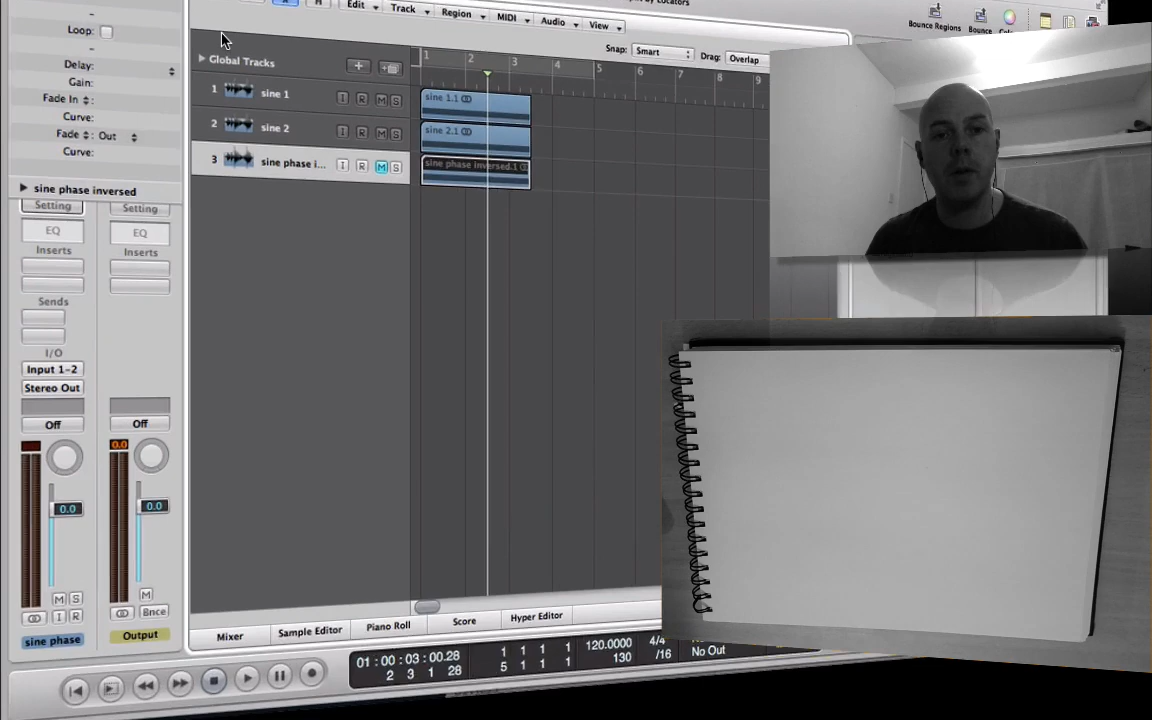 Edit Track Region MIDI Audio View
Bounce Regions Bounce
Loop:
Snap: Smart Drag: Overlap
Delay:
Gain:
Fade In :
Curve:
Fade : Out
Curve:
Global Tracks
1 2 3 4 5 6 7 8 9
1 sine 1 I R M S sine 1.1
2 sine 2 I R M S sine 2.1
3 sine phase i... I R M S sine phase inversed.1
sine phase inversed
Setting Setting
EQ EQ
Inserts Inserts
Sends
I/O
Input 1-2
Stereo Out
Off Off
0.0
0.0 0.0
M S M
I R Bnce
sine phase Output
Mixer Sample Editor Piano Roll Score Hyper Editor
01 : 00 : 03 : 00.28 1 1 1 1 120.0000 4/4
2 3 1 28 5 1 1 1 130 /16 No Out